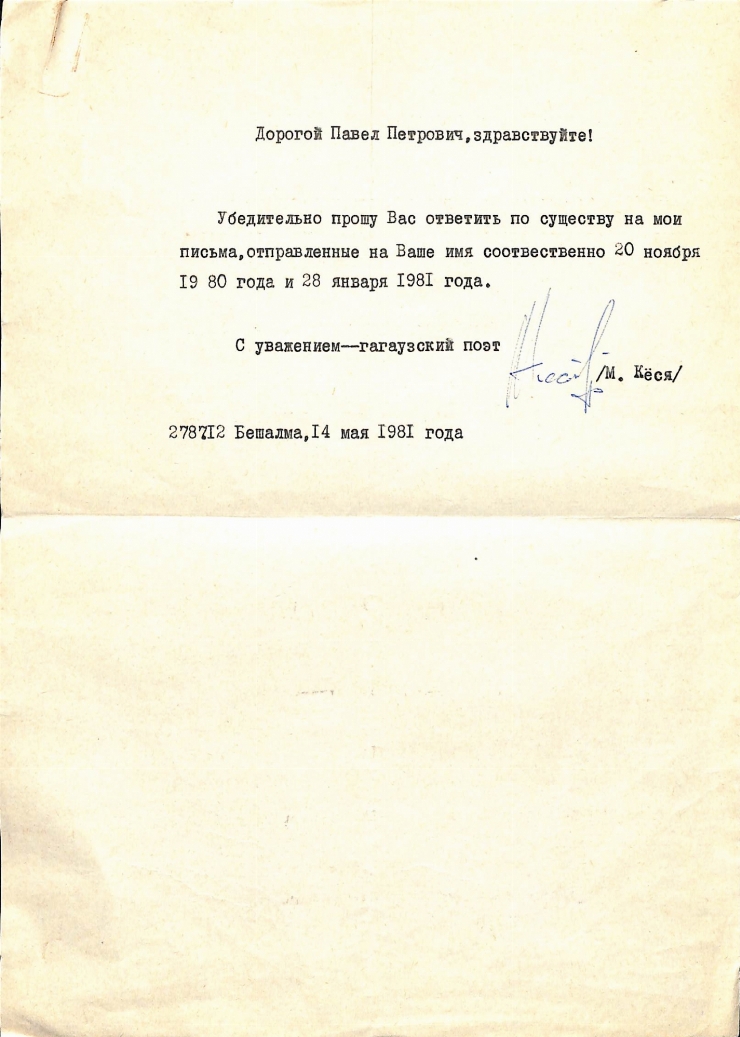 Дорогой Павел Петрович,здравствуйте!
Убедительно прошу Вас ответить по существу на мои
письма,отправленные на Ваше имя соотвественно 20 ноября
19 80 года и 28 января 1981 года.
С уважением--гагаузский поэт
/М. Кёся/
278712 Бешалма,14 мая 1981 года